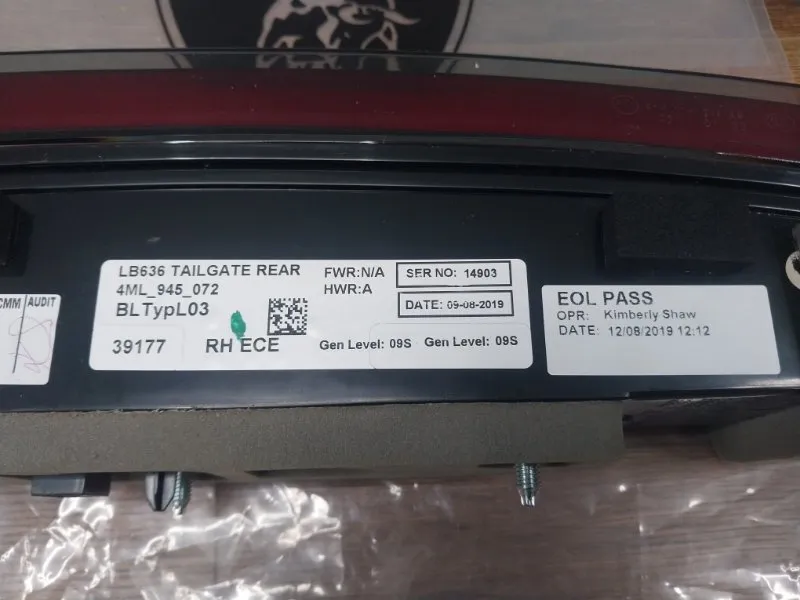 CMM AUDIT
LB636 TAILGATE REAR
4ML_945_072
BLTypL03
39177 RH ECE
FWR:N/A
HWR:A
SER NO: 14903
DATE: 09-08-2019
Gen Level: 09S Gen Level: 09S
EOL PASS
OPR: Kimberly Shaw
DATE: 12/08/2019 12:12